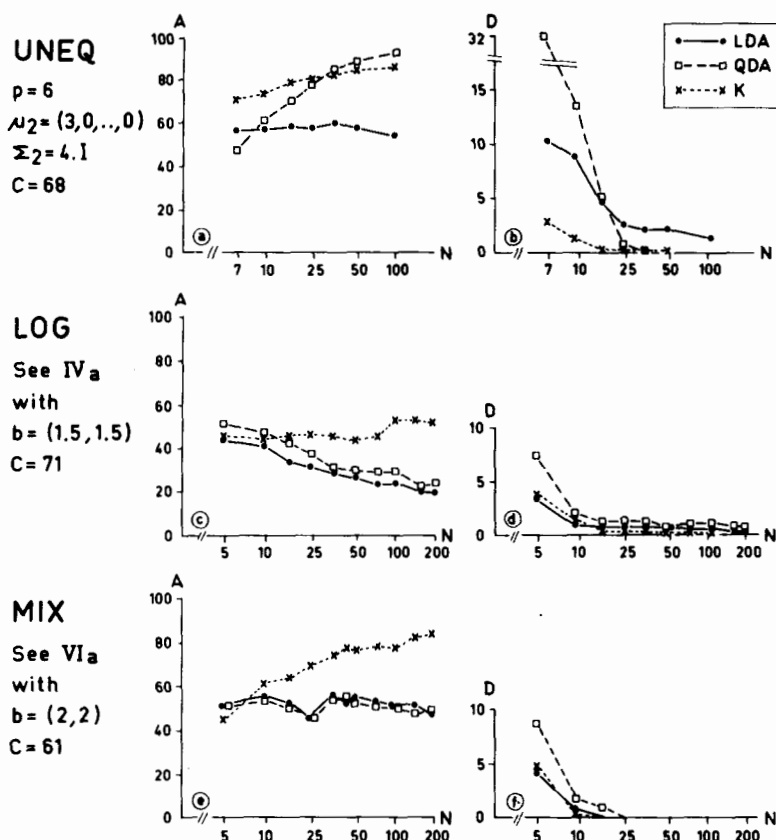 UNEQ
p=6
μ2=(3,0,..,0)
Σ2=4.I
C=68
A
100
80
60
40
20
0
a
7 10 25 50 100
N
D
32
15
10
5
0
b
7 10 25 50 100
N
LDA
QDA
K
LOG
See IVa
with
b=(1.5,1.5)
C=71
A
100
80
60
40
20
0
c
5 10 25 50 100 200
N
D
10
5
0
d
5 10 25 50 100 200
N
MIX
See VIa
with
b=(2,2)
C=61
A
100
80
60
40
20
0
e
5 10 25 50 100 200
N
D
10
5
0
f
5 10 25 50 100 200
N